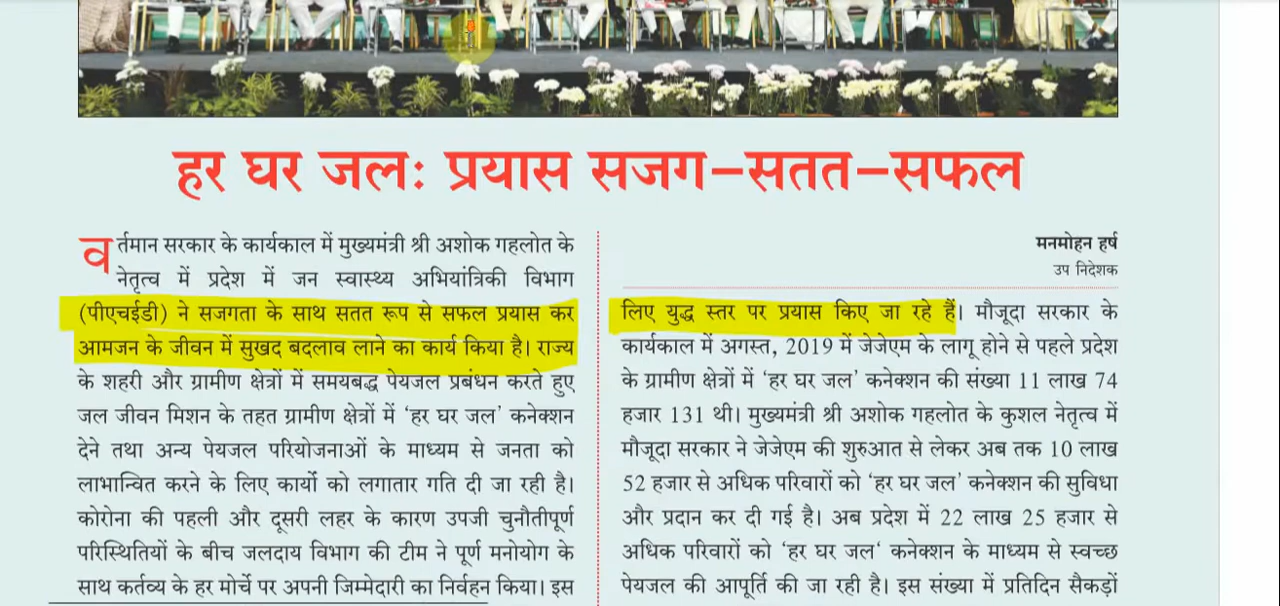 हर घर जल: प्रयास सजग–सतत–सफल
वर्तमान सरकार के कार्यकाल में मुख्यमंत्री श्री अशोक गहलोत के
नेतृत्व में प्रदेश में जन स्वास्थ्य अभियांत्रिकी विभाग
(पीएचईडी) ने सजगता के साथ सतत रूप से सफल प्रयास कर
आमजन के जीवन में सुखद बदलाव लाने का कार्य किया है। राज्य
के शहरी और ग्रामीण क्षेत्रों में समयबद्ध पेयजल प्रबंधन करते हुए
जल जीवन मिशन के तहत ग्रामीण क्षेत्रों में ‘हर घर जल’ कनेक्शन
देने तथा अन्य पेयजल परियोजनाओं के माध्यम से जनता को
लाभान्वित करने के लिए कार्यो को लगातार गति दी जा रही है।
कोरोना की पहली और दूसरी लहर के कारण उपजी चुनौतीपूर्ण
परिस्थितियों के बीच जलदाय विभाग की टीम ने पूर्ण मनोयोग के
साथ कर्तव्य के हर मोर्चे पर अपनी जिम्मेदारी का निर्वहन किया। इस
मनमोहन हर्ष
उप निदेशक
लिए युद्ध स्तर पर प्रयास किए जा रहे हैं। मौजूदा सरकार के
कार्यकाल में अगस्त, 2019 में जेजेएम के लागू होने से पहले प्रदेश
के ग्रामीण क्षेत्रों में ‘हर घर जल’ कनेक्शन की संख्या 11 लाख 74
हजार 131 थी। मुख्यमंत्री श्री अशोक गहलोत के कुशल नेतृत्व में
मौजूदा सरकार ने जेजेएम की शुरुआत से लेकर अब तक 10 लाख
52 हजार से अधिक परिवारों को ‘हर घर जल’ कनेक्शन की सुविधा
और प्रदान कर दी गई है। अब प्रदेश में 22 लाख 25 हजार से
अधिक परिवारों को ‘हर घर जल‘ कनेक्शन के माध्यम से स्वच्छ
पेयजल की आपूर्ति की जा रही है। इस संख्या में प्रतिदिन सैकड़ों